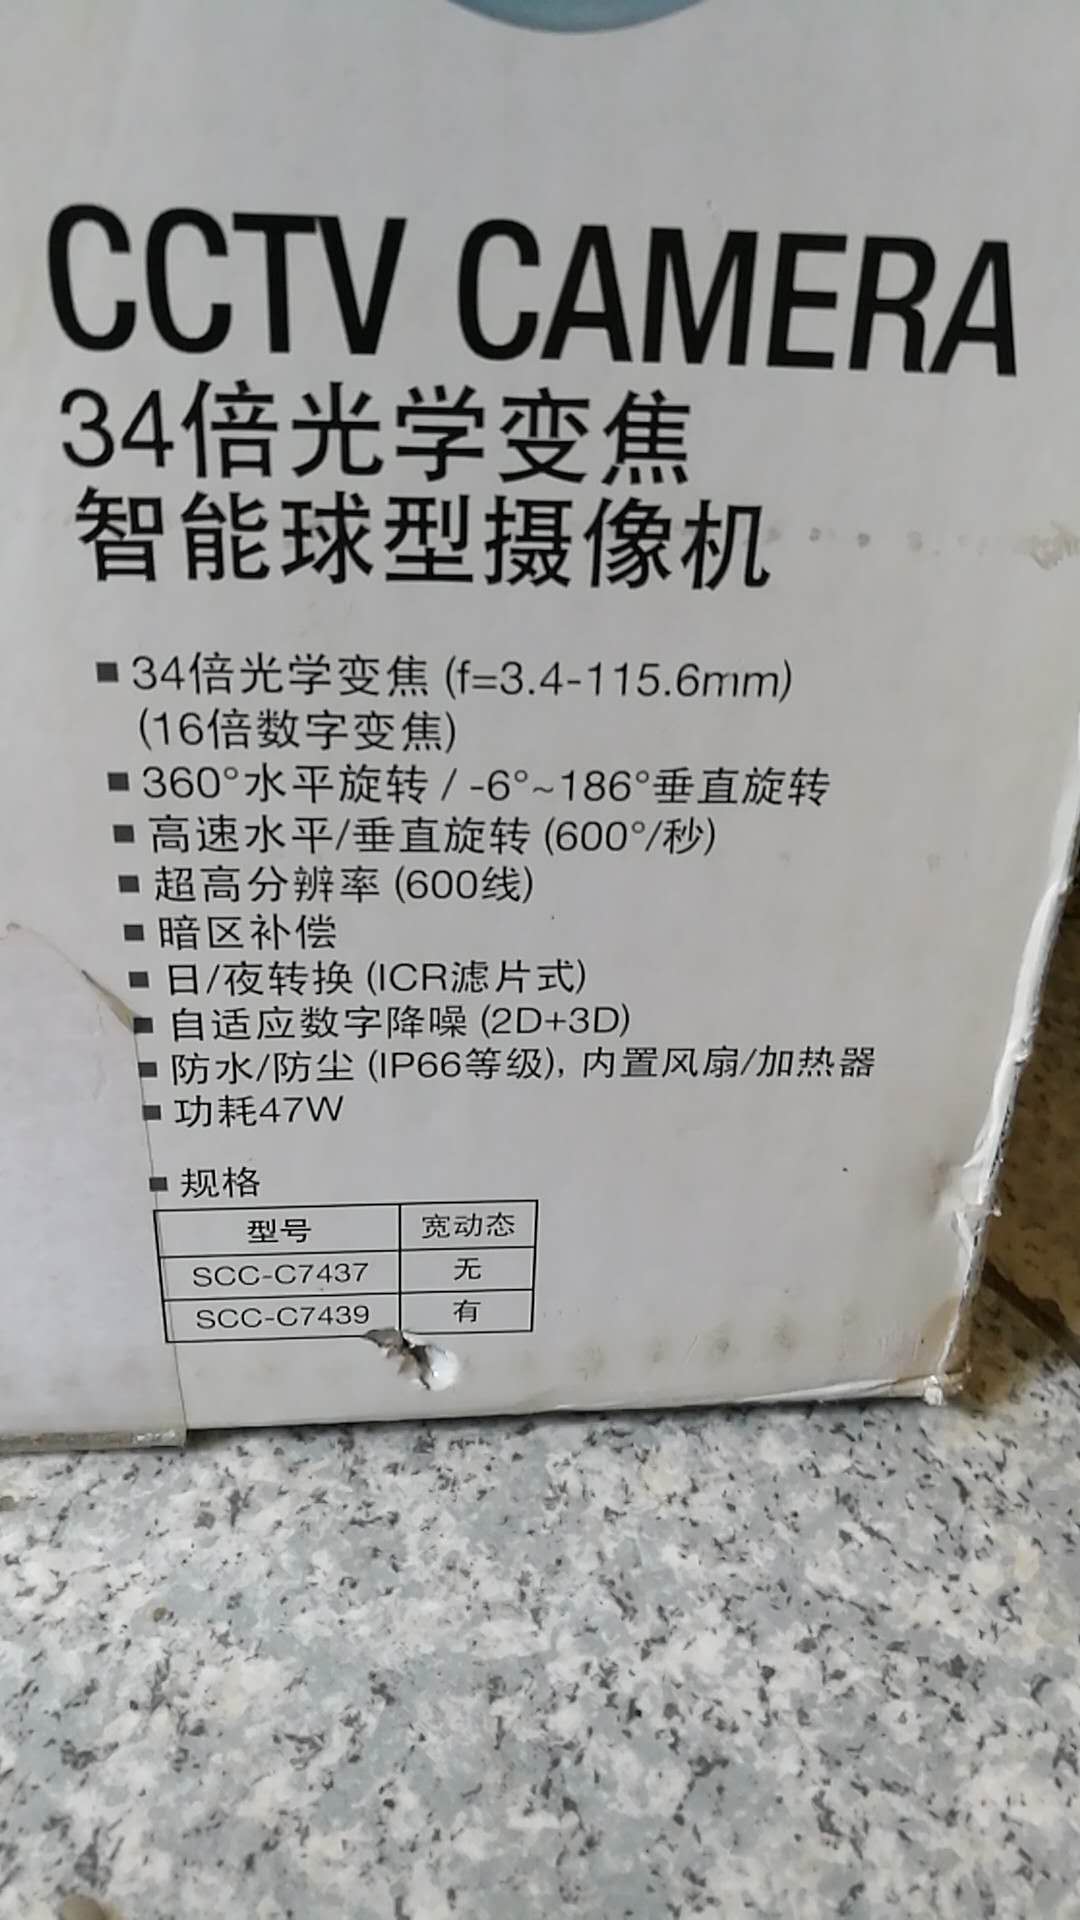 CCTV CAMERA
34倍光学变焦
智能球型摄像机
■ 34倍光学变焦 (f=3.4-115.6mm)
(16倍数字变焦)
■ 360°水平旋转 / -6°~186°垂直旋转
■ 高速水平/垂直旋转 (600°/秒)
■ 超高分辨率 (600线)
■ 暗区补偿
■ 日/夜转换 (ICR滤片式)
■ 自适应数字降噪 (2D+3D)
■ 防水/防尘 (IP66等级), 内置风扇/加热器
■ 功耗47W
■ 规格
型号 宽动态
SCC-C7437 无
SCC-C7439 有